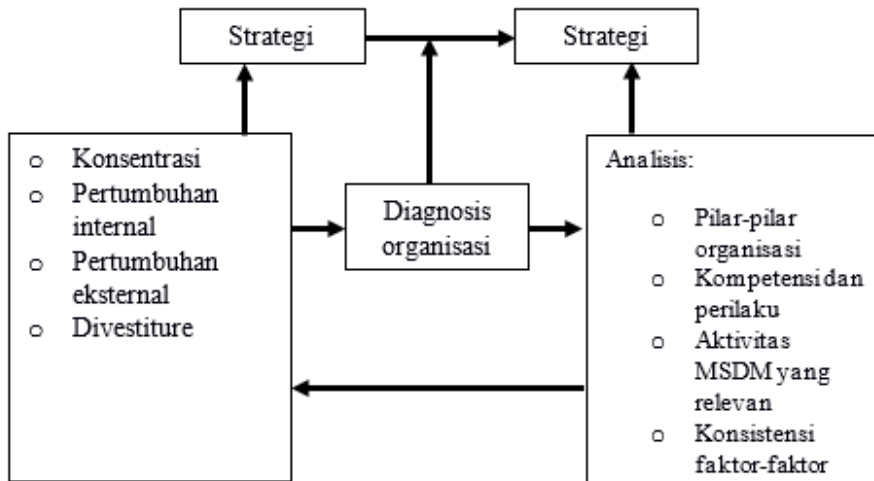 Strategi
Strategi
o Konsentrasi
o Pertumbuhan
internal
o Pertumbuhan
eksternal
o Divestiture
Diagnosis
organisasi
Analisis:
o Pilar-pilar
organisasi
o Kompetensi dan
perilaku
o Aktivitas
MSDM yang
relevan
o Konsistensi
faktor-faktor